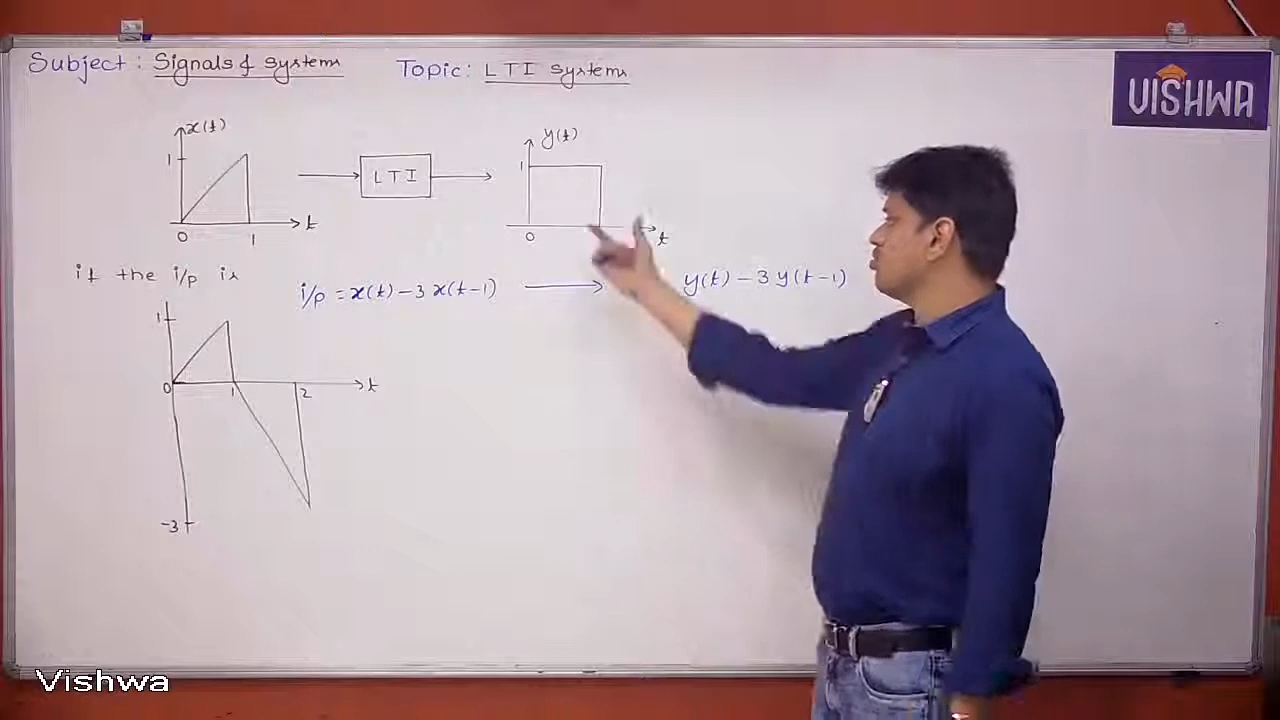 Subject: Signals & Systems Topic: LTI Systems
VISHWA
x(t)
1
0 1 t
LTI
y(t)
1
0 t
if the i/p is
i/p = x(t) - 3 x(t-1)
y(t) - 3 y(t-1)
1
0 1 2 t
-3
Vishwa